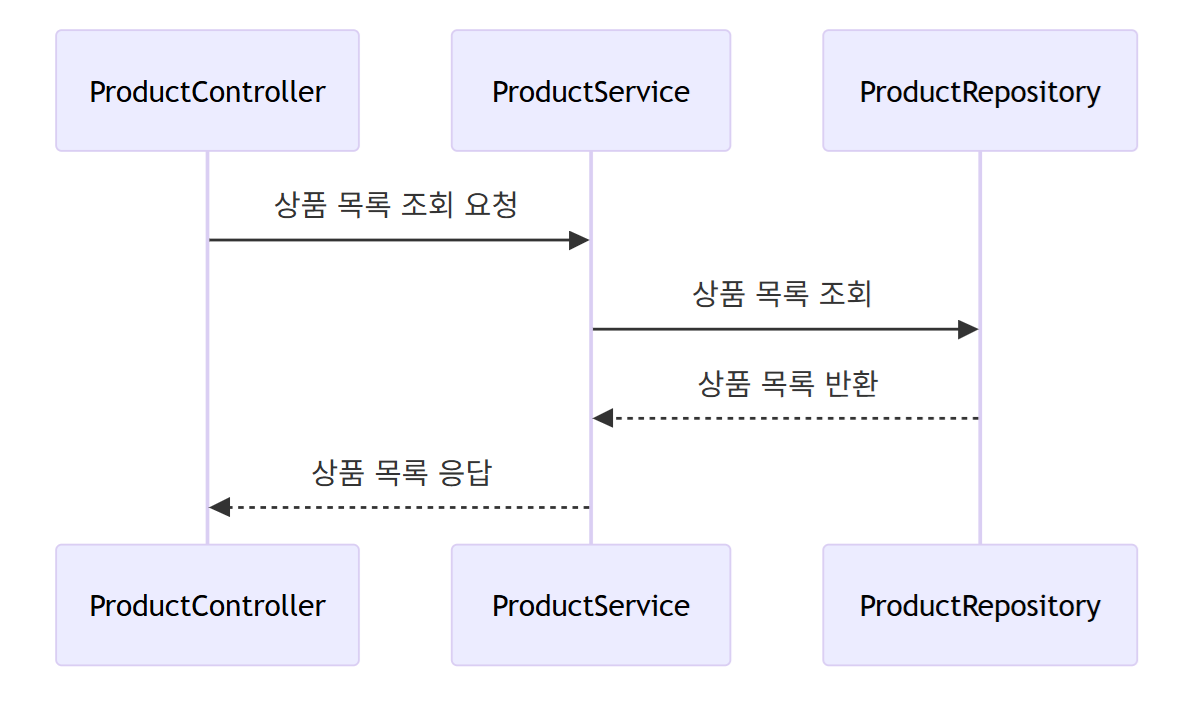 ProductController
ProductService
ProductRepository
상품 목록 조회 요청
상품 목록 조회
상품 목록 반환
상품 목록 응답
ProductController
ProductService
ProductRepository